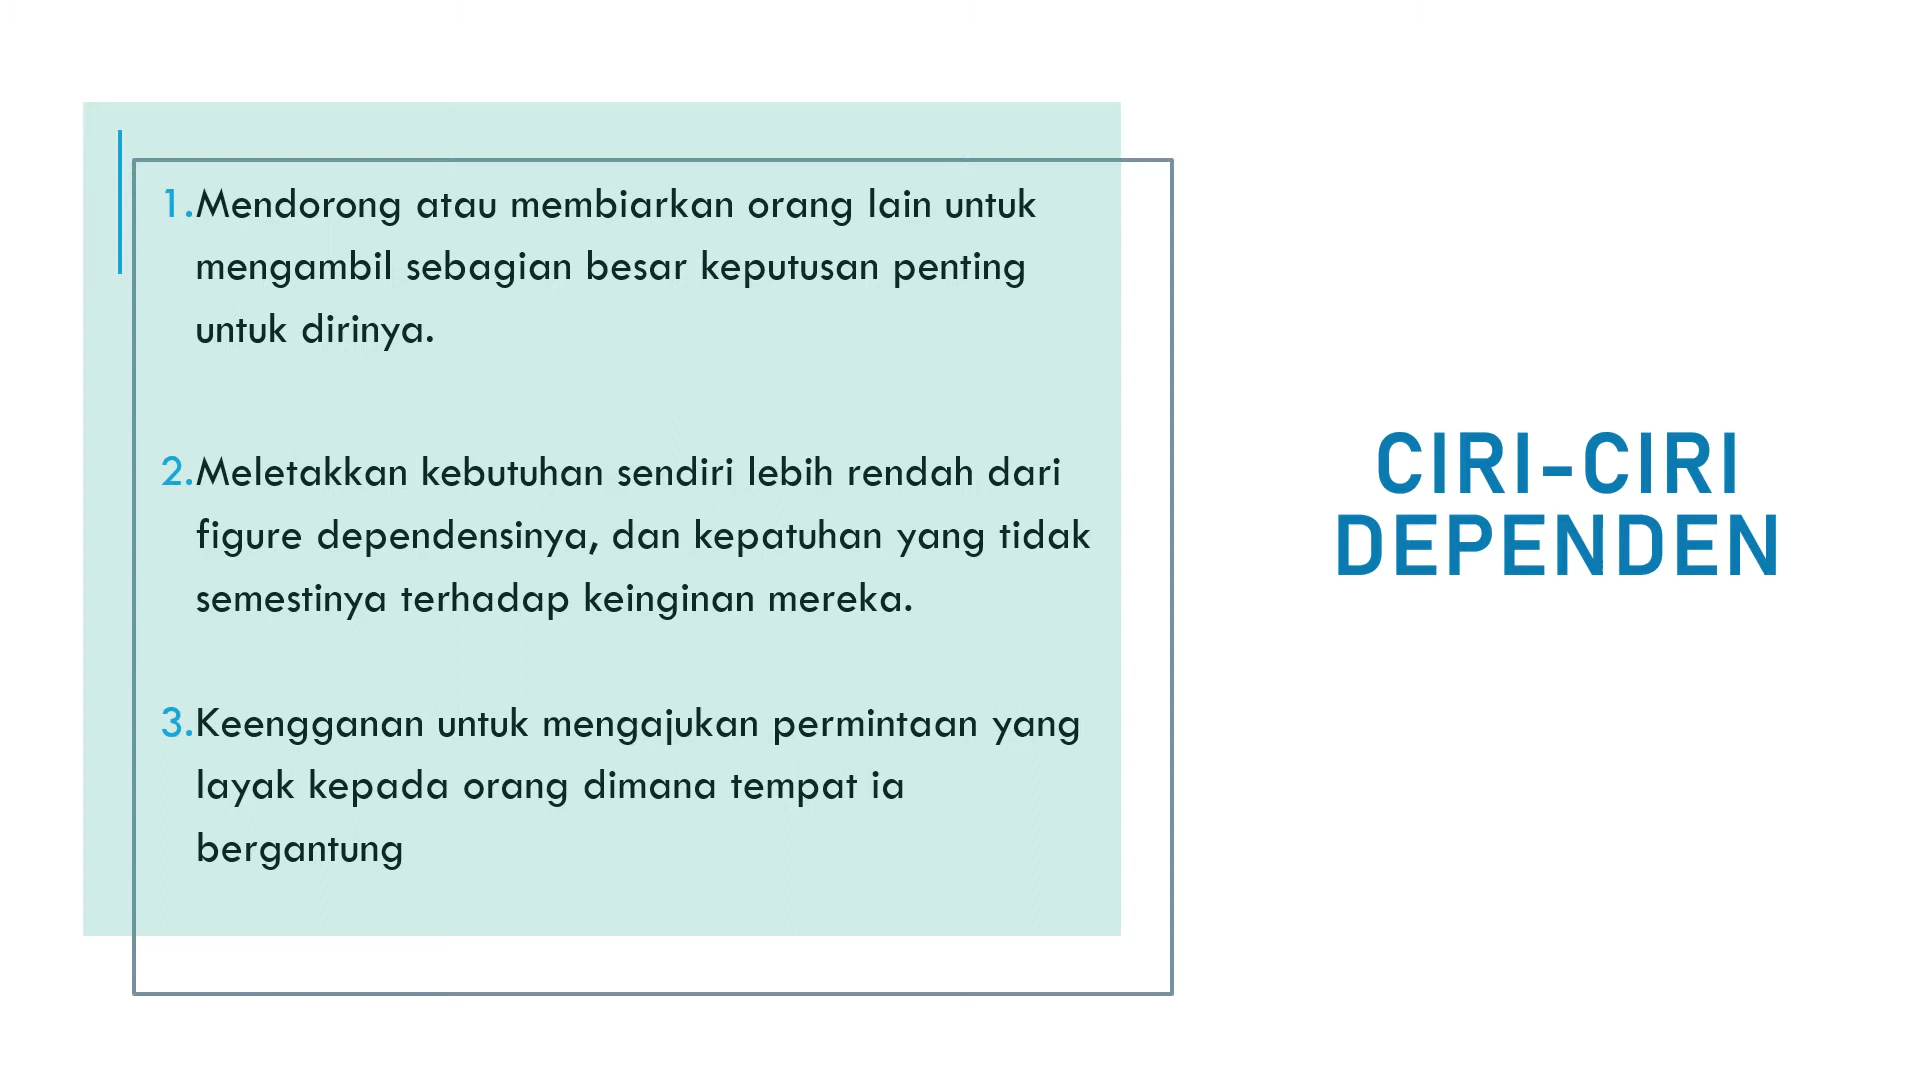 1.Mendorong atau membiarkan orang lain untuk
mengambil sebagian besar keputusan penting
untuk dirinya.
2.Meletakkan kebutuhan sendiri lebih rendah dari
figure dependensinya, dan kepatuhan yang tidak
semestinya terhadap keinginan mereka.
3.Keengganan untuk mengajukan permintaan yang
layak kepada orang dimana tempat ia
bergantung
CIRI-CIRI
DEPENDEN